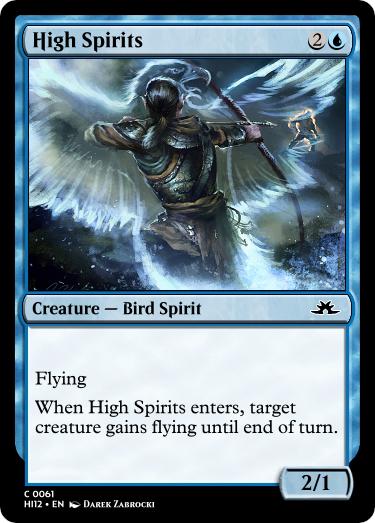 High Spirits 2
Creature — Bird Spirit
Flying
When High Spirits enters, target
creature gains flying until end of turn.
2/1
C 0061
HI12 • EN Darek Zabrocki